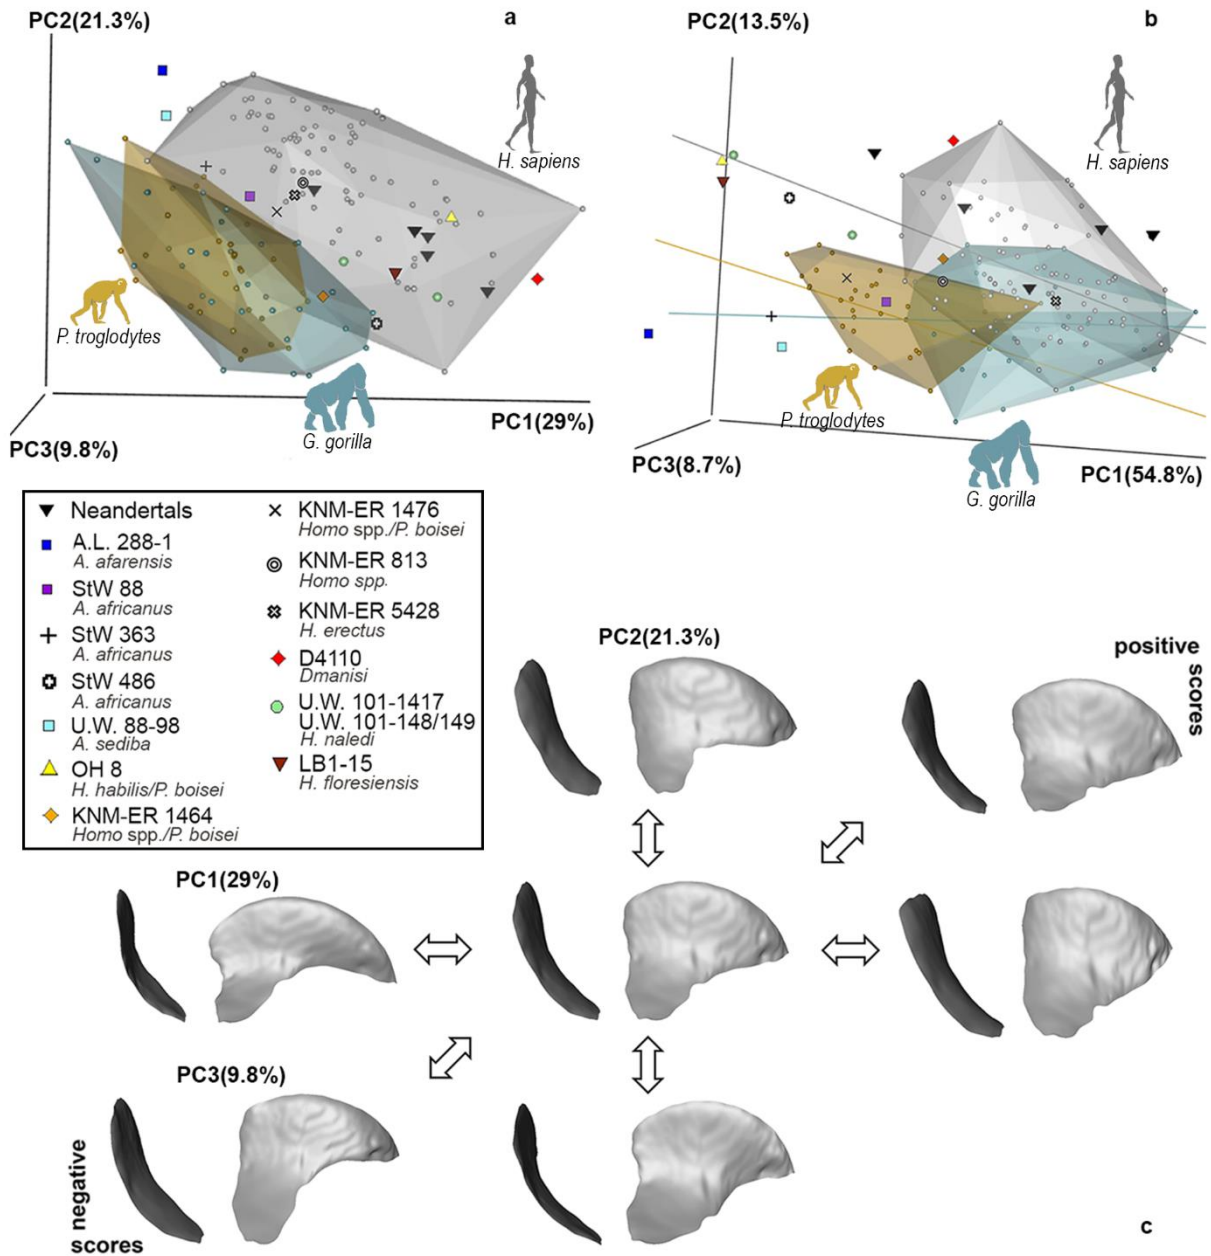 PC2(21.3%)
a
H. sapiens
P. troglodytes
G. gorilla
PC1(29%)
PC3(9.8%)
PC2(13.5%)
b
H. sapiens
P. troglodytes
G. gorilla
PC3(8.7%)
PC1(54.8%)
Neandertals
A.L. 288-1
A. afarensis
StW 88
A. africanus
StW 363
A. africanus
StW 486
A. africanus
U.W. 88-98
A. sediba
OH 8
H. habilis/P. boisei
KNM-ER 1464
Homo spp./P. boisei
KNM-ER 1476
Homo spp./P. boisei
KNM-ER 813
Homo spp.
KNM-ER 5428
H. erectus
D4110
Dmanisi
U.W. 101-1417
U.W. 101-148/149
H. naledi
LB1-15
H. floresiensis
PC2(21.3%)
positive
scores
PC1(29%)
PC3(9.8%)
negative
scores
c